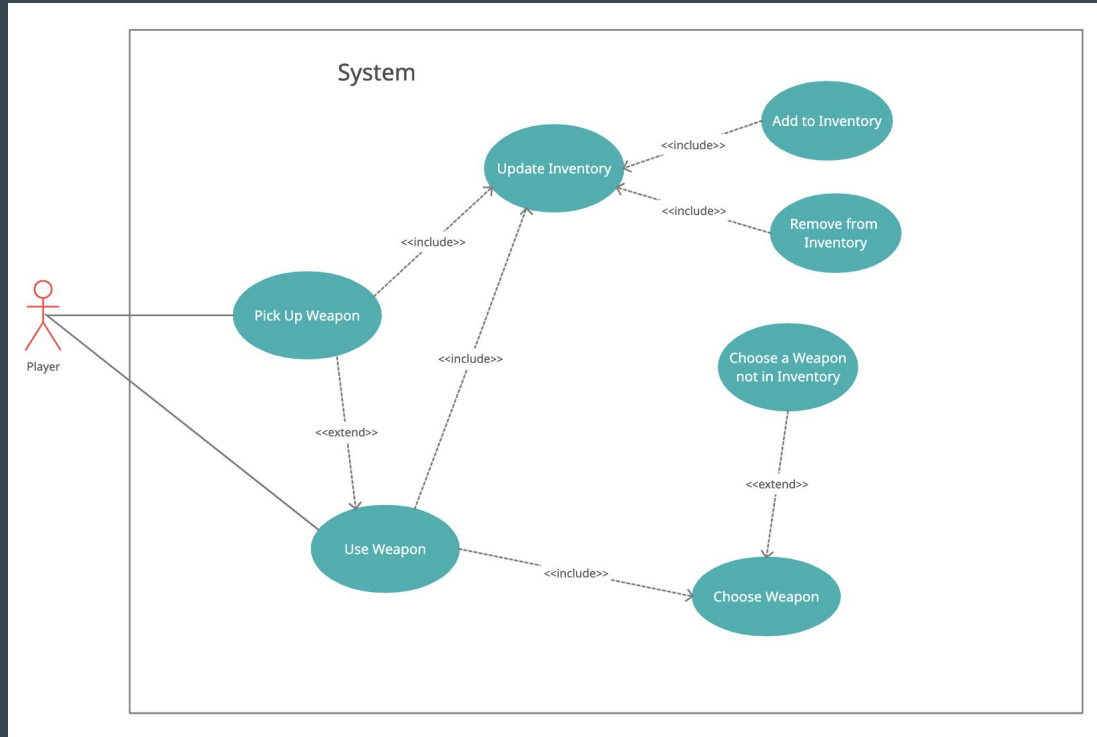 System
Add to Inventory
<<include>>
Update Inventory
<<include>>
Remove from
Inventory
<<include>>
Pick Up Weapon
Player
<<include>>
Choose a Weapon
not in Inventory
<<extend>>
<<extend>>
Use Weapon
<<include>>
Choose Weapon